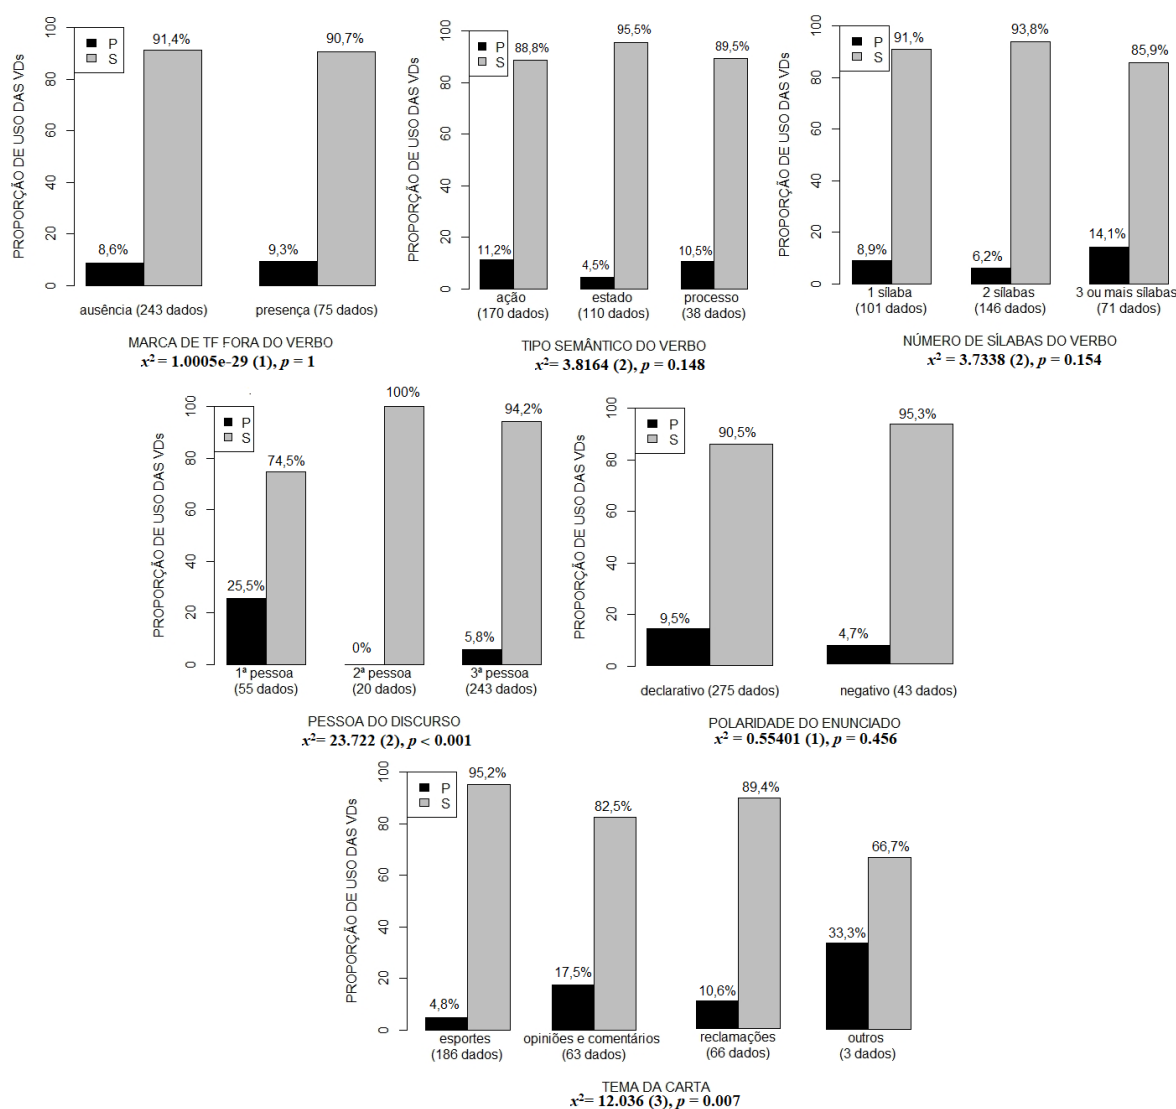 PROPORÇÃO DE USO DAS VDs
0 20 40 60 80 100
P
S
8,6%
91,4%
9,3%
90,7%
ausência (243 dados)
presença (75 dados)
MARCA DE TF FORA DO VERBO
x² = 1.0005e-29 (1), p = 1
PROPORÇÃO DE USO DAS VDs
0 20 40 60 80 100
P
S
11,2%
88,8%
4,5%
95,5%
10,5%
89,5%
ação
(170 dados)
estado
(110 dados)
processo
(38 dados)
TIPO SEMÂNTICO DO VERBO
x²= 3.8164 (2), p = 0.148
PROPORÇÃO DE USO DAS VDs
0 20 40 60 80 100
P
S
8,9%
91,%
6,2%
93,8%
14,1%
85,9%
1 sílaba
(101 dados)
2 sílabas
(146 dados)
3 ou mais sílabas
(71 dados)
NÚMERO DE SÍLABAS DO VERBO
x² = 3.7338 (2), p = 0.154
PROPORÇÃO DE USO DAS VDs
0 20 40 60 80 100
P
S
25,5%
74,5%
0%
100%
5,8%
94,2%
1ª pessoa
(55 dados)
2ª pessoa
(20 dados)
3ª pessoa
(243 dados)
PESSOA DO DISCURSO
x²= 23.722 (2), p < 0.001
PROPORÇÃO DE USO DAS VDs
0 20 40 60 80 100
P
S
9,5%
90,5%
4,7%
95,3%
declarativo (275 dados)
negativo (43 dados)
POLARIDADE DO ENUNCIADO
x² = 0.55401 (1), p = 0.456
PROPORÇÃO DE USO DAS VDs
0 20 40 60 80 100
P
S
4,8%
95,2%
17,5%
82,5%
10,6%
89,4%
33,3%
66,7%
esportes
(186 dados)
opiniões e comentários
(63 dados)
reclamações
(66 dados)
outros
(3 dados)
TEMA DA CARTA
x²= 12.036 (3), p = 0.007